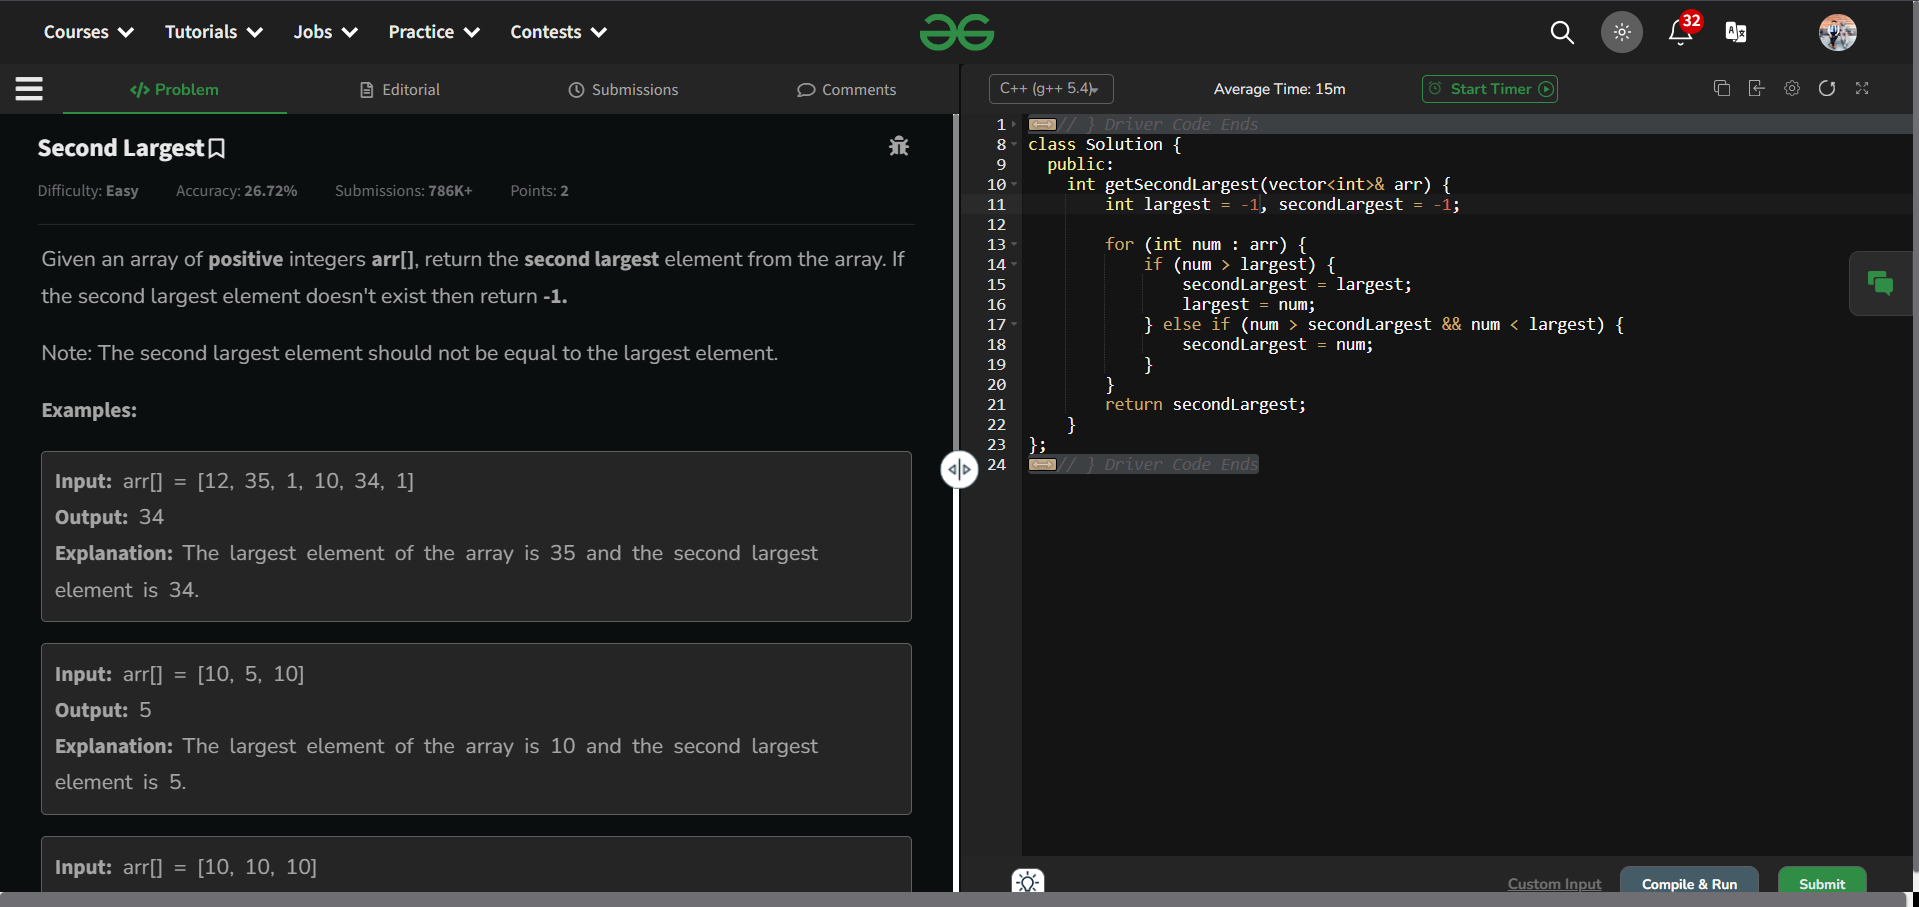 Courses Tutorials Jobs Practice Contests
32
Problem Editorial Submissions Comments
C++ (g++ 5.4) Average Time: 15m Start Timer
Second Largest
Difficulty: Easy Accuracy: 26.72% Submissions: 786K+ Points: 2
Given an array of positive integers arr[], return the second largest element from the array. If
the second largest element doesn't exist then return -1.
Note: The second largest element should not be equal to the largest element.
Examples:
Input: arr[] = [12, 35, 1, 10, 34, 1]
Output: 34
Explanation: The largest element of the array is 35 and the second largest
element is 34.
Input: arr[] = [10, 5, 10]
Output: 5
Explanation: The largest element of the array is 10 and the second largest
element is 5.
Input: arr[] = [10, 10, 10]
1 // } Driver Code Ends
8 class Solution {
9 public:
10 int getSecondLargest(vector<int>& arr) {
11 int largest = -1, secondLargest = -1;
12
13 for (int num : arr) {
14 if (num > largest) {
15 secondLargest = largest;
16 largest = num;
17 } else if (num > secondLargest && num < largest) {
18 secondLargest = num;
19 }
20 }
21 return secondLargest;
22 }
23 };
24 // } Driver Code Ends
Custom Input Compile & Run Submit